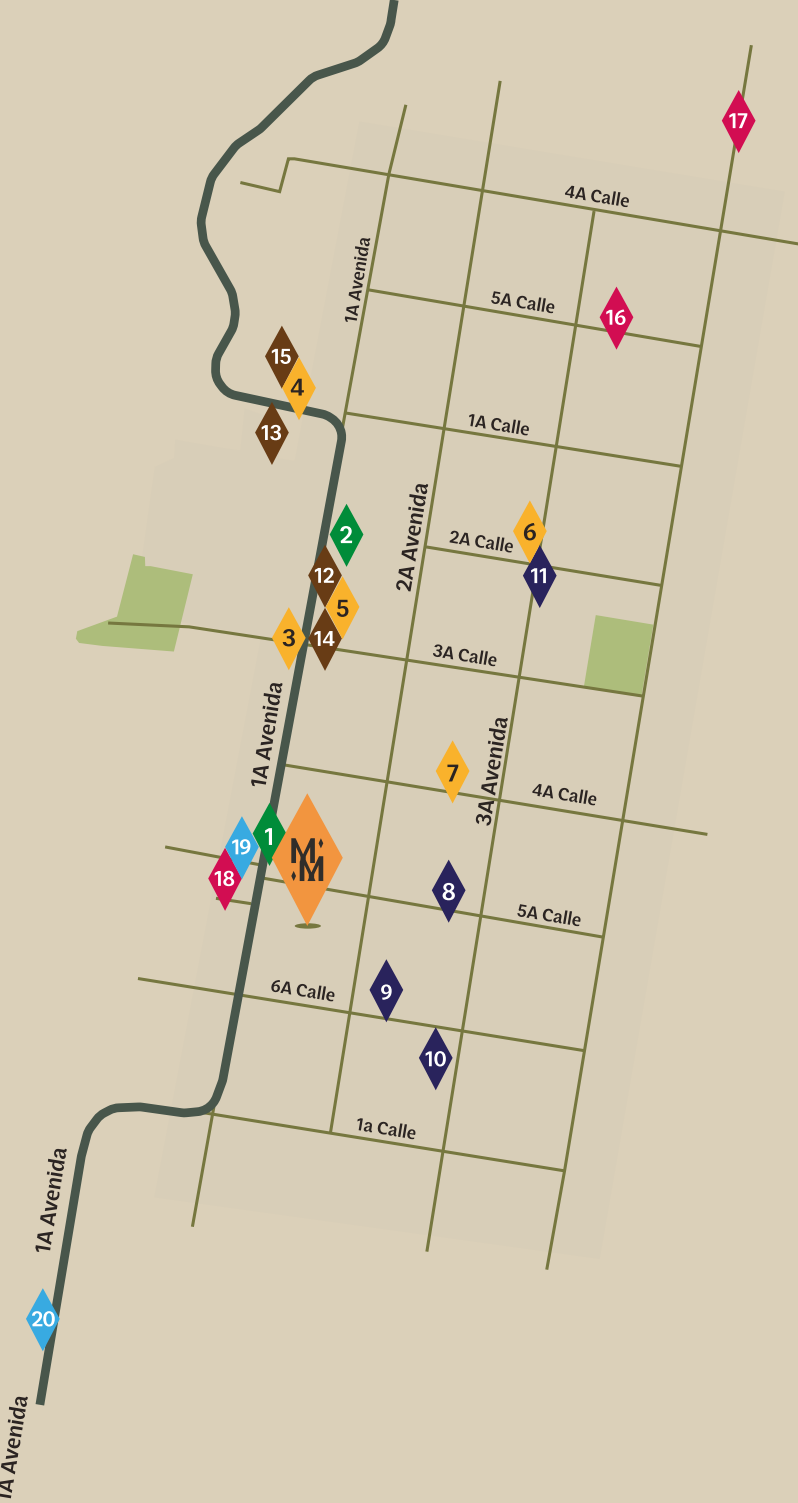 17
4A Calle
1A Avenida
5A Calle
16
15
4
1A Calle
13
2A Avenida
2
6
2A Calle
12
11
5
3
14
3A Calle
1A Avenida
3A Avenida
7
4A Calle
1
19
M
M
18
8
5A Calle
6A Calle
9
10
1a Calle
1A Avenida
20
1A Avenida